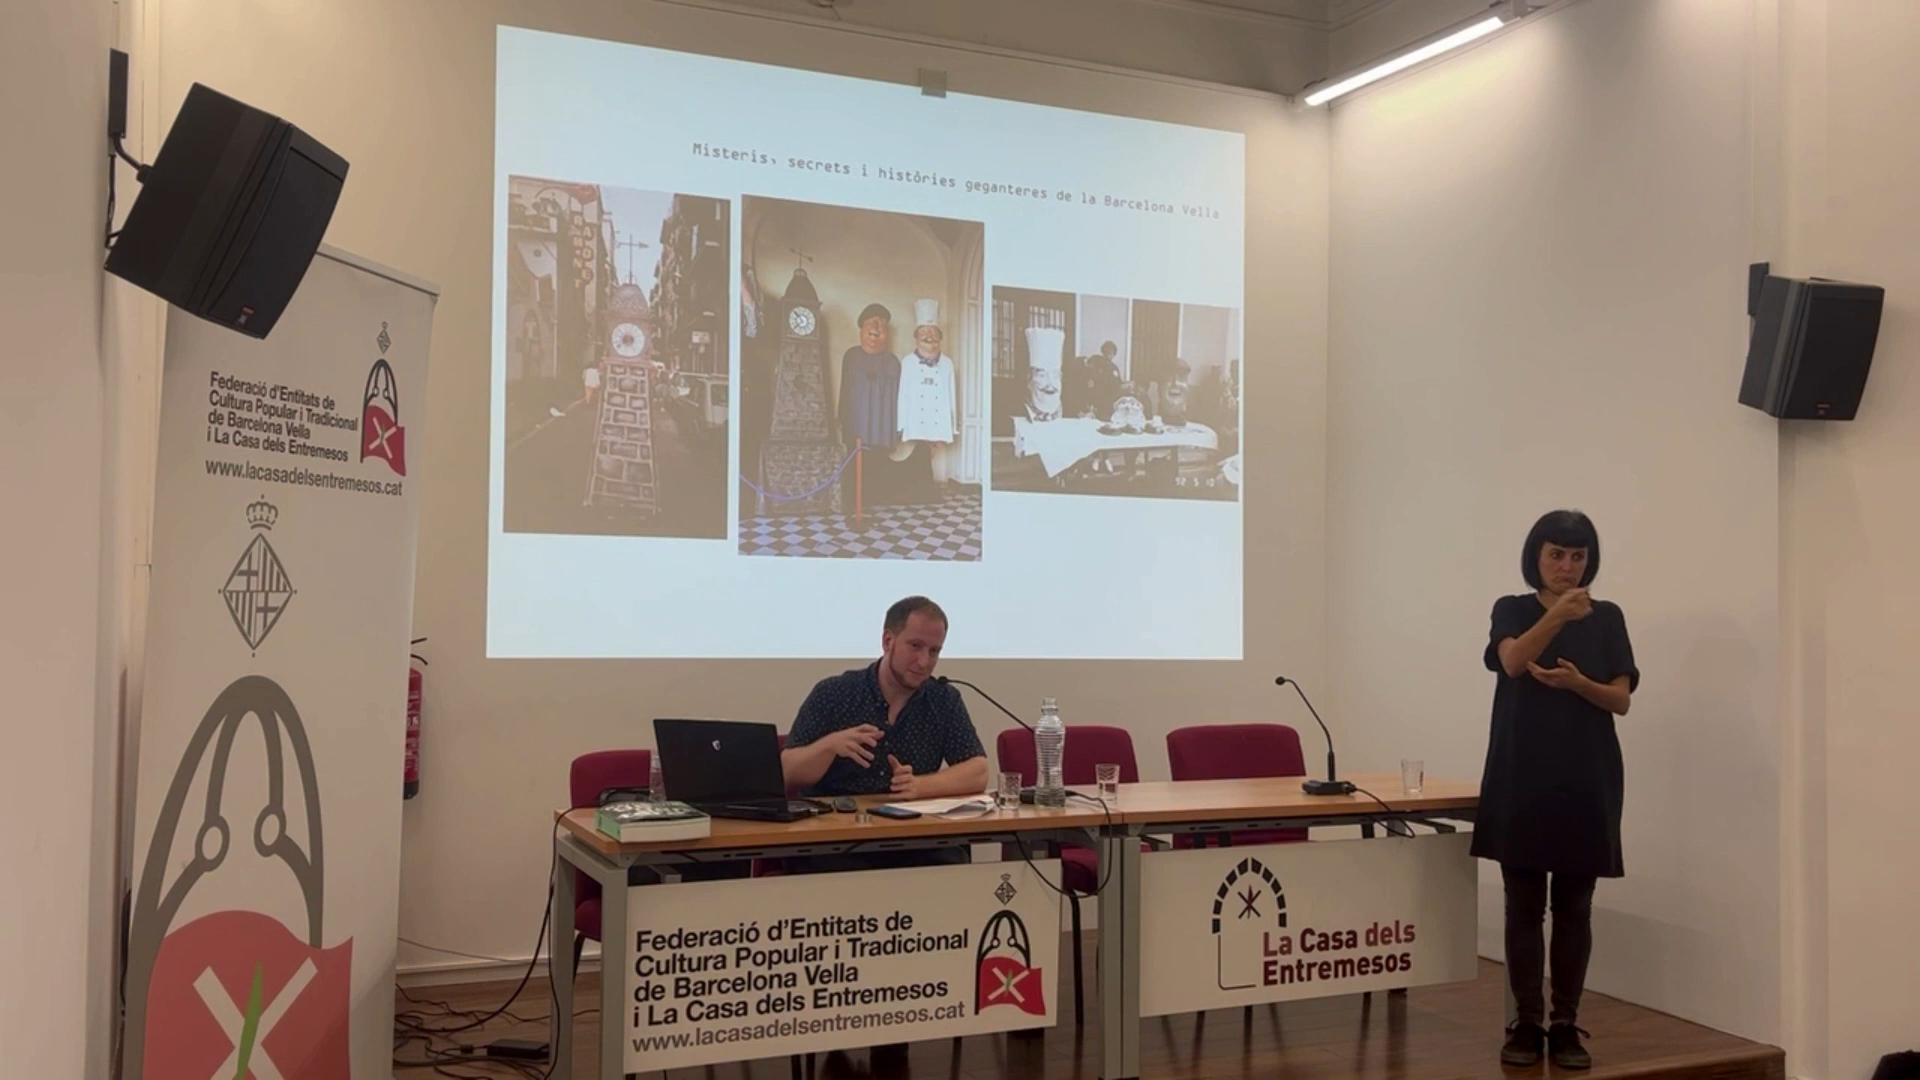 Misteris, secrets i històries geganteres de la Barcelona Vella
Federació d'Entitats de
Cultura Popular i Tradicional
de Barcelona Vella
i La Casa dels Entremesos
www.lacasadelsentremesos.cat
Federació d'Entitats de
Cultura Popular i Tradicional
de Barcelona Vella
i La Casa dels Entremesos
www.lacasadelsentremesos.cat
La Casa dels
Entremesos